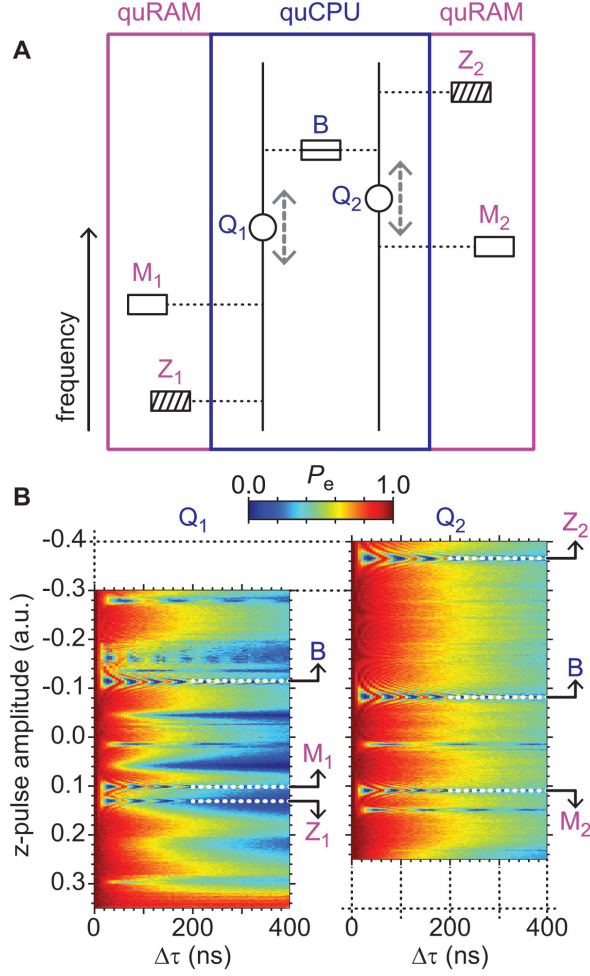 quRAM quCPU quRAM
A
Z2
B
Q1
Q2
M2
M1
Z1
frequency
B
0.0 Pe 1.0
Q1 Q2
Z2
-0.4
-0.3
-0.2
-0.1
0.0
0.1
0.2
0.3
z-pulse amplitude (a.u.)
B
B
M1
Z1
M2
0 200 400
0 200 400
Δτ (ns) Δτ (ns)